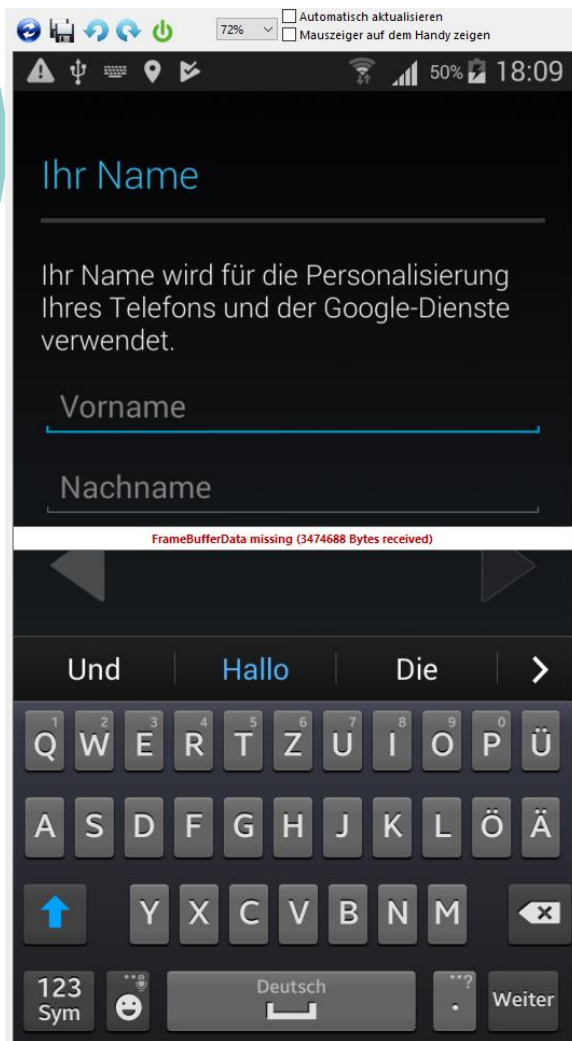 72%
Automatisch aktualisieren
Mauszeiger auf dem Handy zeigen
50% 18:09
Ihr Name
Ihr Name wird für die Personalisierung
Ihres Telefons und der Google-Dienste
verwendet.
Vorname
Nachname
FrameBufferData missing (3474688 Bytes received)
Und Hallo Die
1 2 3 4 5 6 7 8 9 0
Q W E R T Z U I O P Ü
A S D F G H J K L Ö Ä
Y X C V B N M
123 Sym Deutsch ? . Weiter